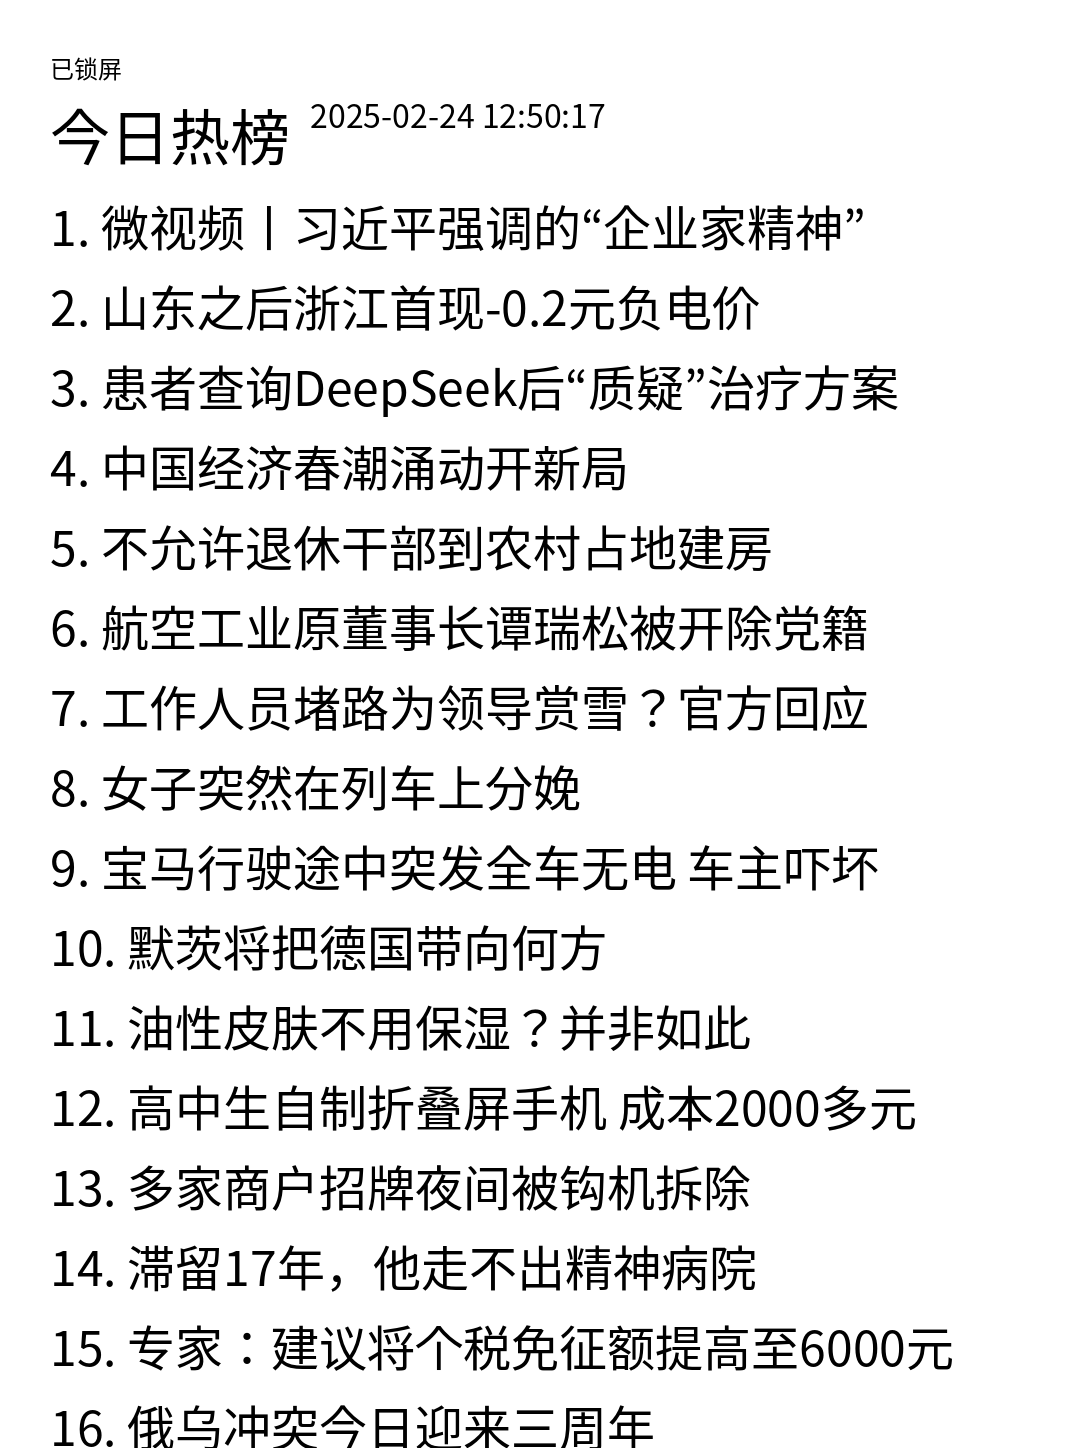 已锁屏
今日热榜 2025-02-24 12:50:17
1. 微视频丨习近平强调的“企业家精神”
2. 山东之后浙江首现-0.2元负电价
3. 患者查询DeepSeek后“质疑”治疗方案
4. 中国经济春潮涌动开新局
5. 不允许退休干部到农村占地建房
6. 航空工业原董事长谭瑞松被开除党籍
7. 工作人员堵路为领导赏雪？官方回应
8. 女子突然在列车上分娩
9. 宝马行驶途中突发全车无电 车主吓坏
10. 默茨将把德国带向何方
11. 油性皮肤不用保湿？并非如此
12. 高中生自制折叠屏手机 成本2000多元
13. 多家商户招牌夜间被钩机拆除
14. 滞留17年，他走不出精神病院
15. 专家：建议将个税免征额提高至6000元
16. 俄乌冲突今日迎来三周年